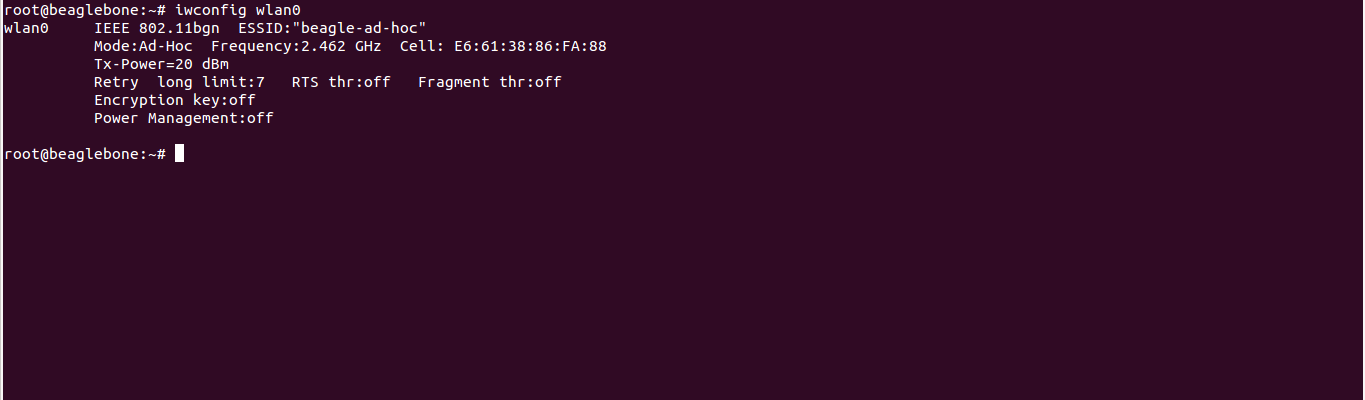 root@beaglebone:~# iwconfig wlan0
wlan0     IEEE 802.11bgn  ESSID:"beagle-ad-hoc"
          Mode:Ad-Hoc  Frequency:2.462 GHz  Cell: E6:61:38:86:FA:88
          Tx-Power=20 dBm
          Retry  long limit:7   RTS thr:off   Fragment thr:off
          Encryption key:off
          Power Management:off
root@beaglebone:~#